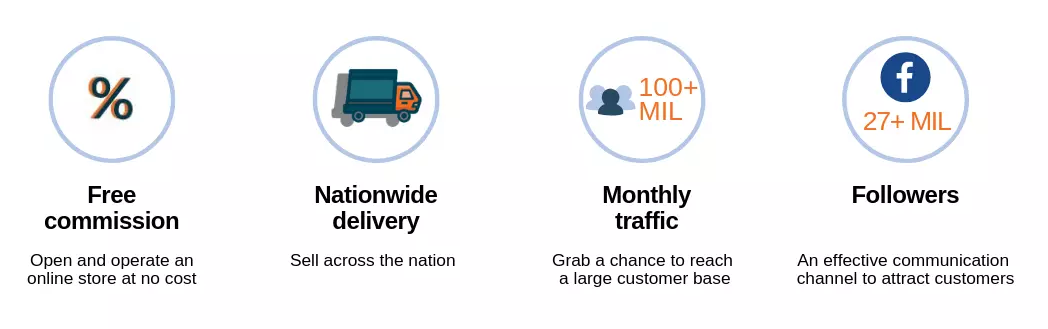 %
Free
commission
Open and operate an
online store at no cost
Nationwide
delivery
Sell across the nation
100+
MIL
Monthly
traffic
Grab a chance to reach
a large customer base
f
27+ MIL
Followers
An effective communication
channel to attract customers